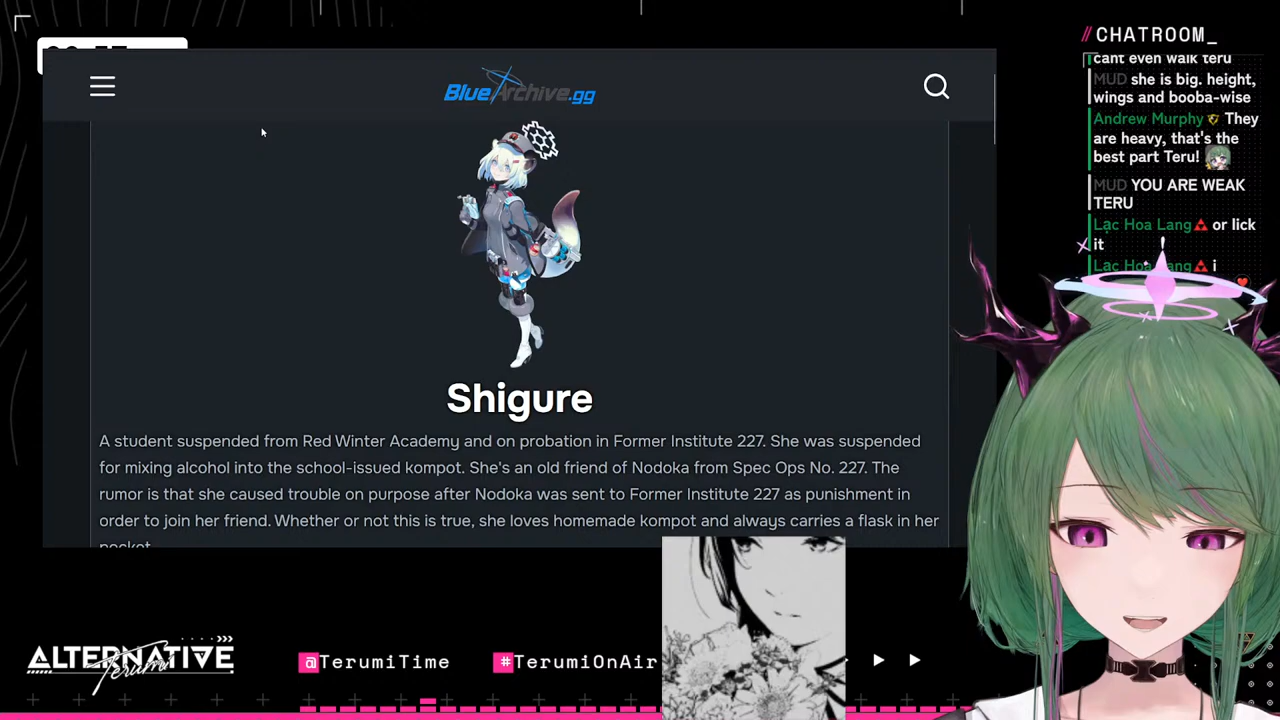 //CHATROOM_
cant even walk teru
MUD she is big. height,
wings and booba-wise
Andrew Murphy They
are heavy, that's the
best part Teru!
MUD YOU ARE WEAK
TERU
Lạc Hoa Lang or lick
it
Lạc Hoa Lang i
BlueArchive.gg
Shigure
A student suspended from Red Winter Academy and on probation in Former Institute 227. She was suspended
for mixing alcohol into the school-issued kompot. She's an old friend of Nodoka from Spec Ops No. 227. The
rumor is that she caused trouble on purpose after Nodoka was sent to Former Institute 227 as punishment in
order to join her friend. Whether or not this is true, she loves homemade kompot and always carries a flask in her
pocket.
ALTERNATIVE
Terumi
@TerumiTime
#TerumiOnAir